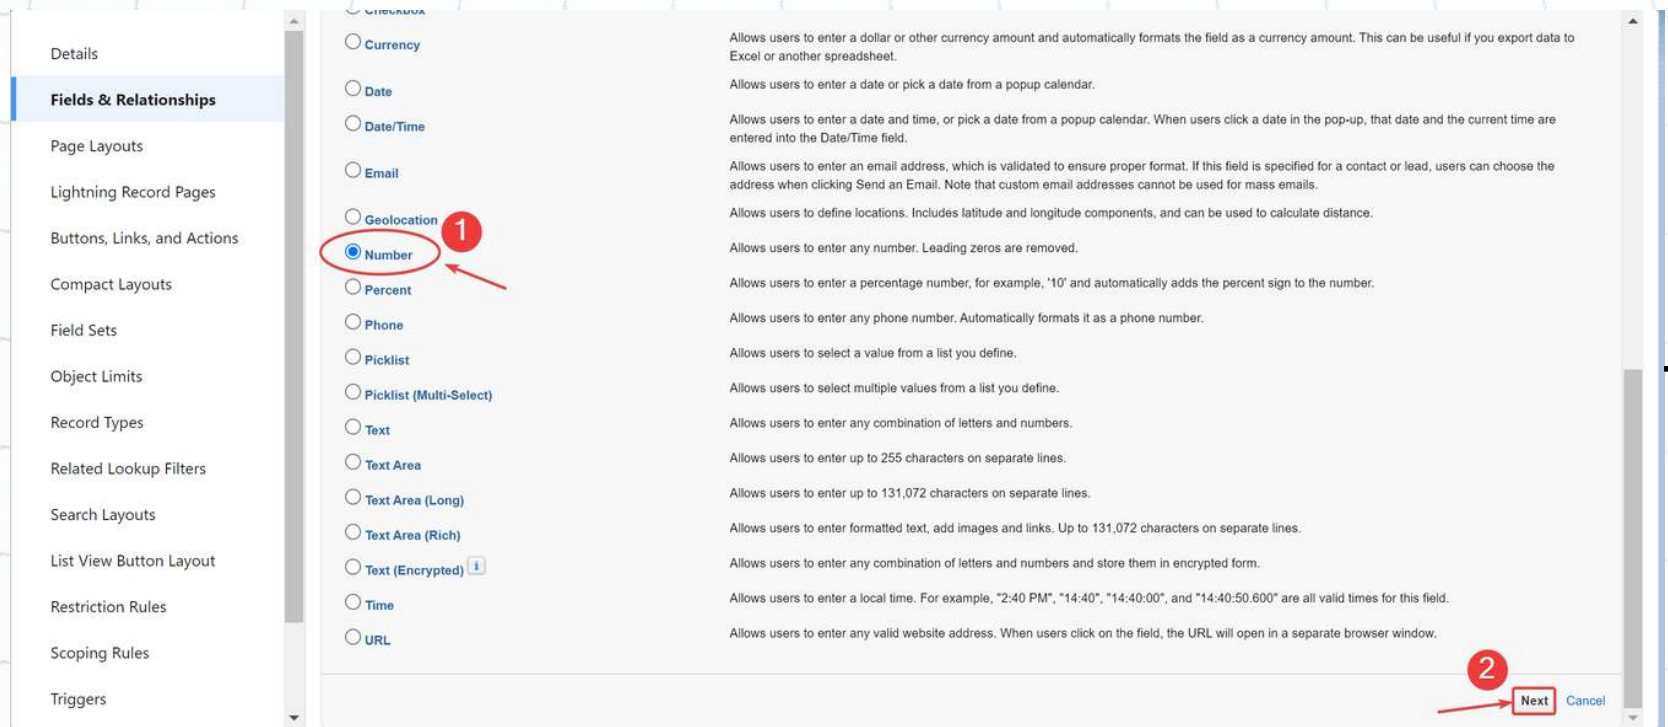 Details
Fields & Relationships
Page Layouts
Lightning Record Pages
Buttons, Links, and Actions
Compact Layouts
Field Sets
Object Limits
Record Types
Related Lookup Filters
Search Layouts
List View Button Layout
Restriction Rules
Scoping Rules
Triggers
Checkbox
Currency
Allows users to enter a dollar or other currency amount and automatically formats the field as a currency amount. This can be useful if you export data to
Excel or another spreadsheet.
Date
Allows users to enter a date or pick a date from a popup calendar.
Date/Time
Allows users to enter a date and time, or pick a date from a popup calendar. When users click a date in the pop-up, that date and the current time are
entered into the Date/Time field.
Email
Allows users to enter an email address, which is validated to ensure proper format. If this field is specified for a contact or lead, users can choose the
address when clicking Send an Email. Note that custom email addresses cannot be used for mass emails.
Geolocation
Allows users to define locations. Includes latitude and longitude components, and can be used to calculate distance.
1
Number
Allows users to enter any number. Leading zeros are removed.
Percent
Allows users to enter a percentage number, for example, '10' and automatically adds the percent sign to the number.
Phone
Allows users to enter any phone number. Automatically formats it as a phone number.
Picklist
Allows users to select a value from a list you define.
Picklist (Multi-Select)
Allows users to select multiple values from a list you define.
Text
Allows users to enter any combination of letters and numbers.
Text Area
Allows users to enter up to 255 characters on separate lines.
Text Area (Long)
Allows users to enter up to 131,072 characters on separate lines.
Text Area (Rich)
Allows users to enter formatted text, add images and links. Up to 131,072 characters on separate lines.
Text (Encrypted) i
Allows users to enter any combination of letters and numbers and store them in encrypted form.
Time
Allows users to enter a local time. For example, "2:40 PM", "14:40", "14:40:00", and "14:40:50.600" are all valid times for this field.
URL
Allows users to enter any valid website address. When users click on the field, the URL will open in a separate browser window.
2
Next Cancel